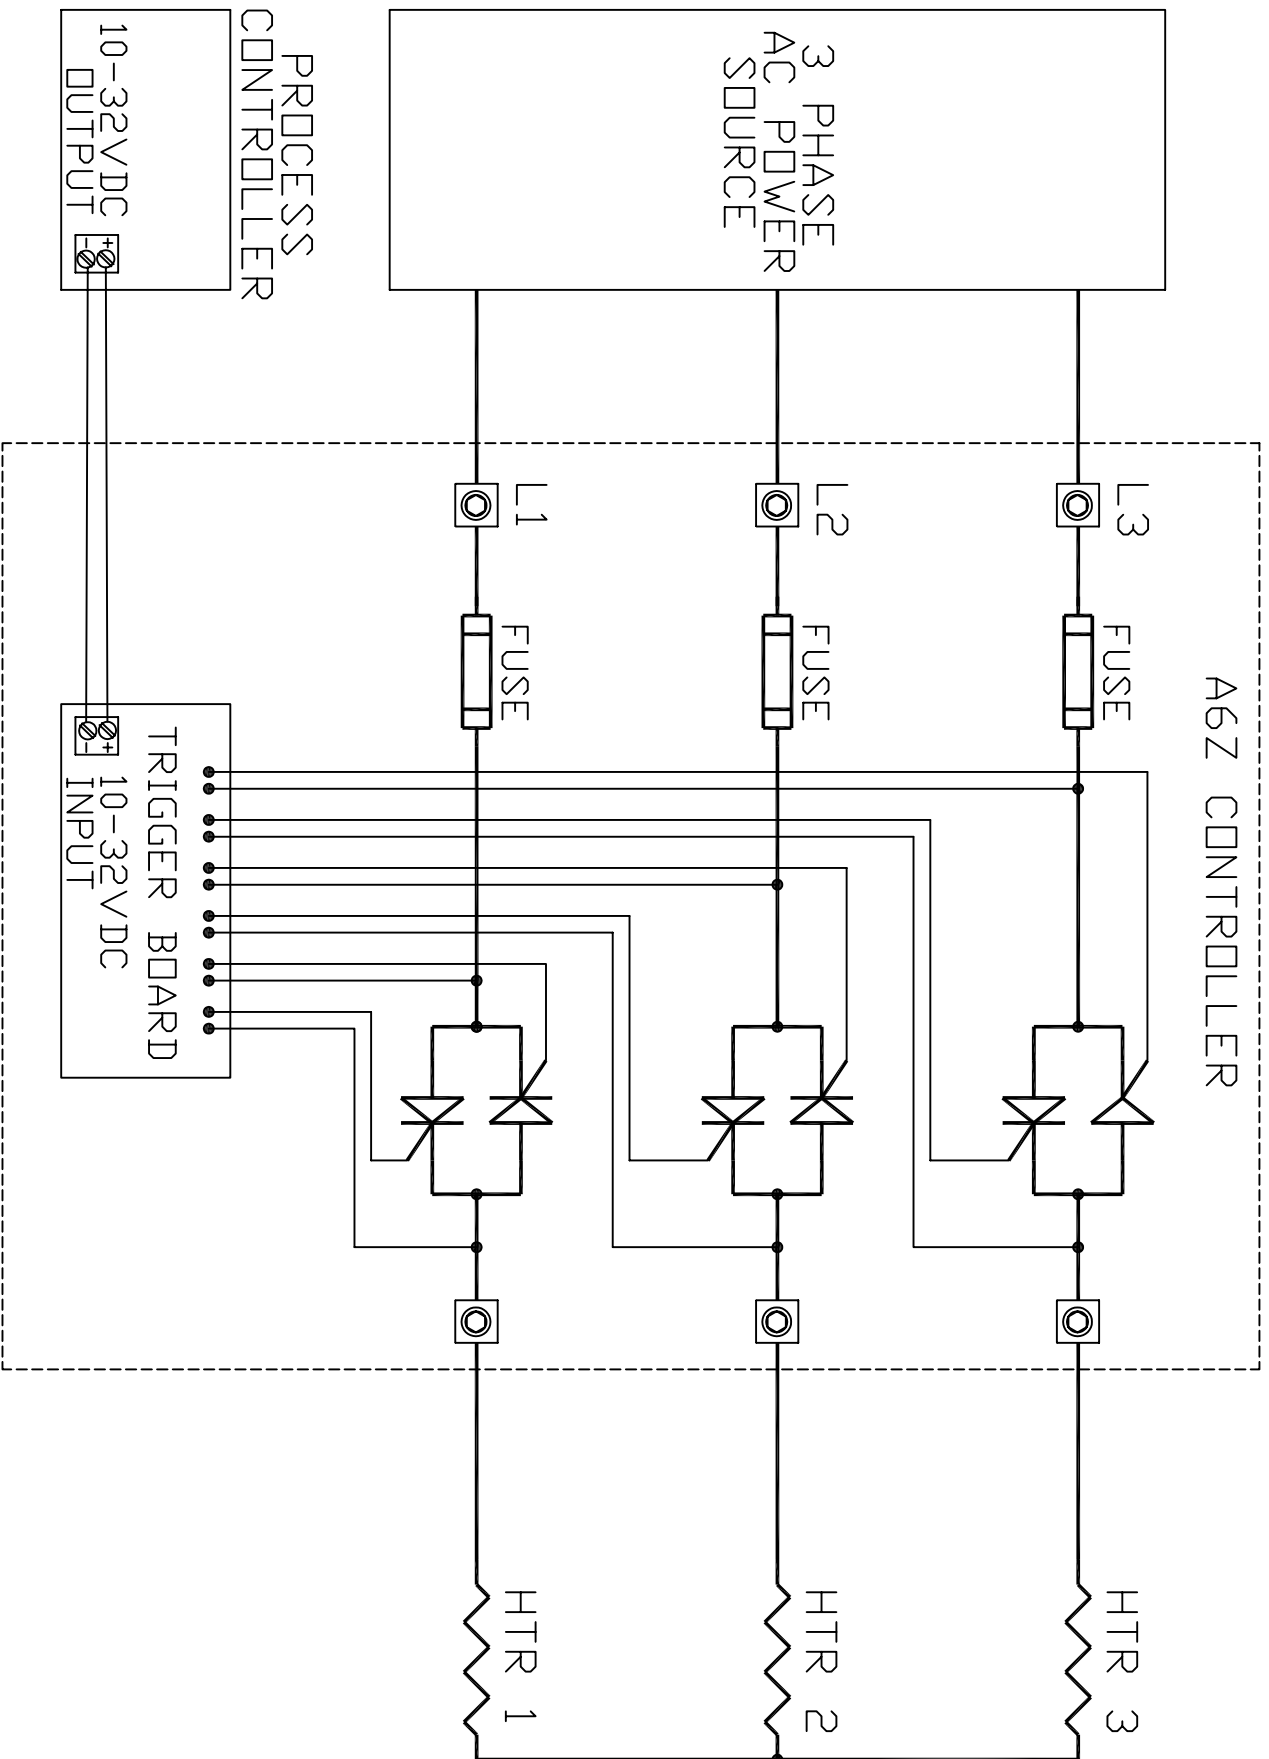 3 PHASE
AC POWER
SOURCE
PROCESS
CONTROLLER
10-32VDC
OUTPUT
+
-
A6Z CONTROLLER
L3
L2
L1
FUSE
FUSE
FUSE
TRIGGER BOARD
10-32VDC
INPUT
+
-
HTR 3
HTR 2
HTR 1